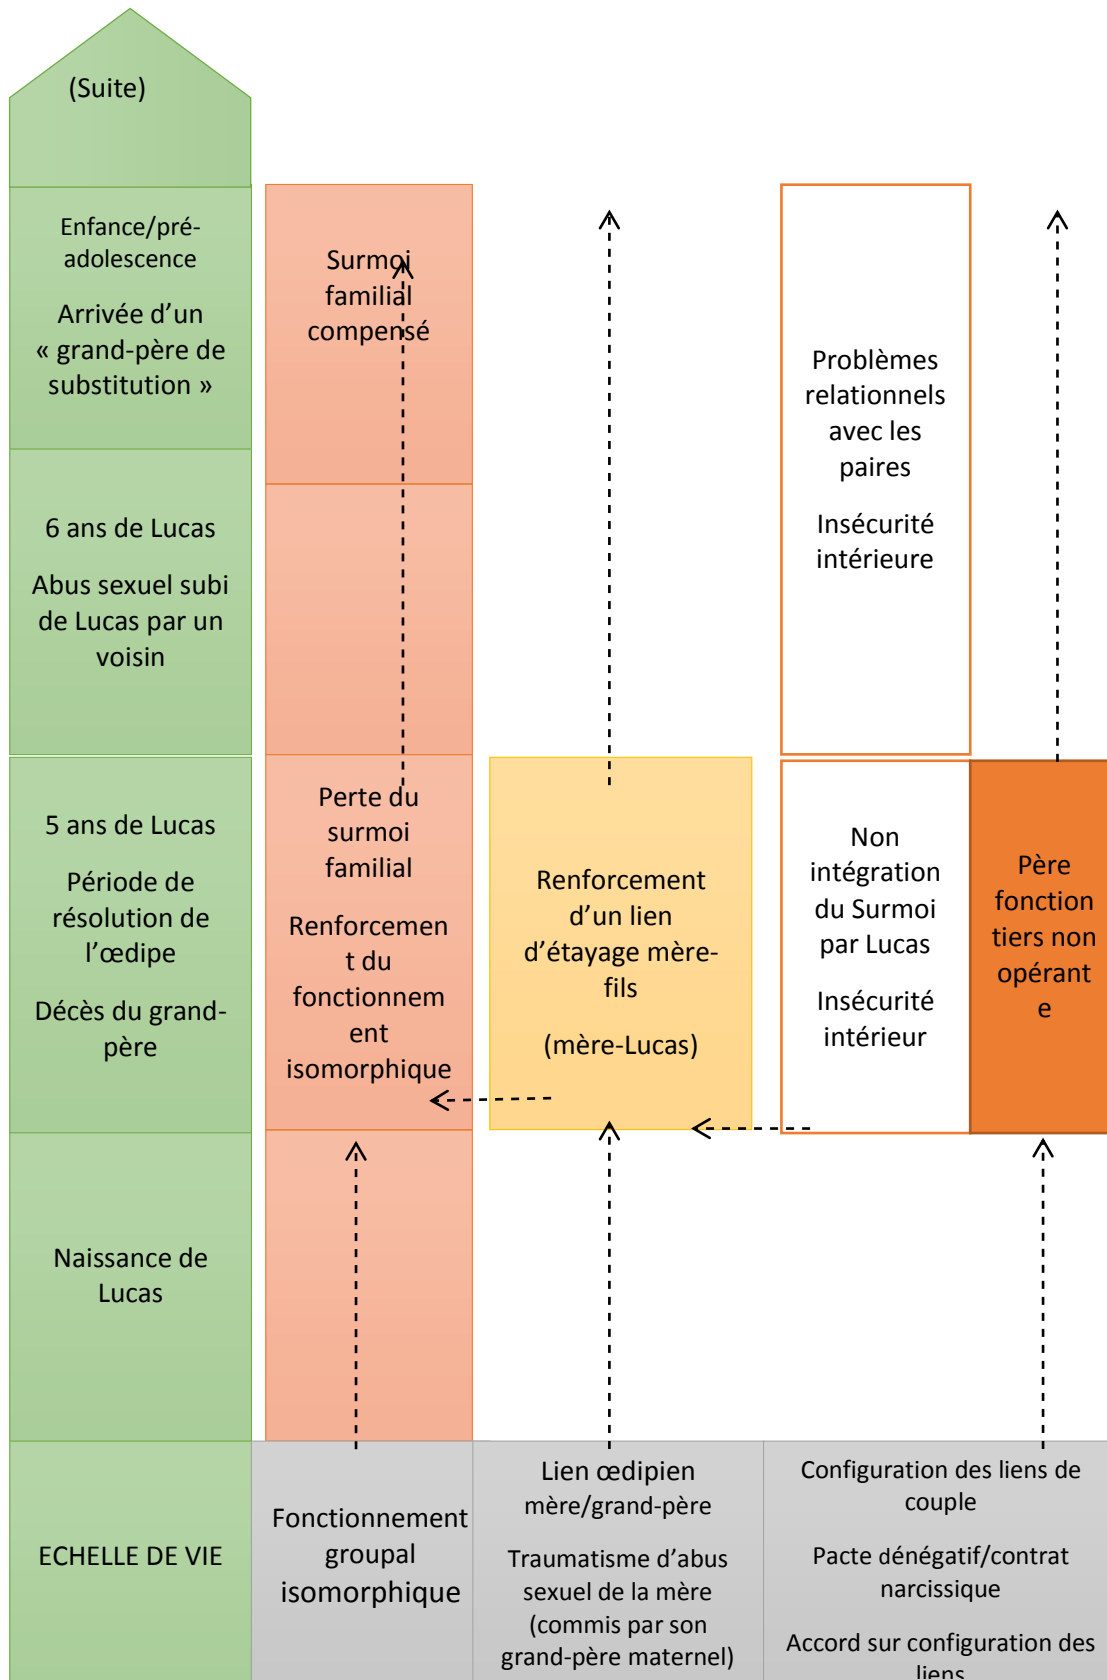 (Suite)
Enfance/pré-
adolescence
Arrivée d’un
« grand-père de
substitution »
Surmoi
familial
compensé
Problèmes
relationnels
avec les
paires
Insécurité
intérieure
6 ans de Lucas
Abus sexuel subi
de Lucas par un
voisin
5 ans de Lucas
Période de
résolution de
l’œdipe
Décès du grand-
père
Perte du
surmoi
familial
Renforcemen
t du
fonctionnem
ent
isomorphique
Renforcement
d’un lien
d’étayage mère-
fils
(mère-Lucas)
Non
intégration
du Surmoi
par Lucas
Insécurité
intérieur
Père
fonction
tiers non
opérant
e
Naissance de
Lucas
ECHELLE DE VIE
Fonctionnement
groupal
isomorphique
Lien œdipien
mère/grand-père
Traumatisme d’abus
sexuel de la mère
(commis par son
grand-père maternel)
Configuration des liens de
couple
Pacte dénégatif/contrat
narcissique
Accord sur configuration des
liens